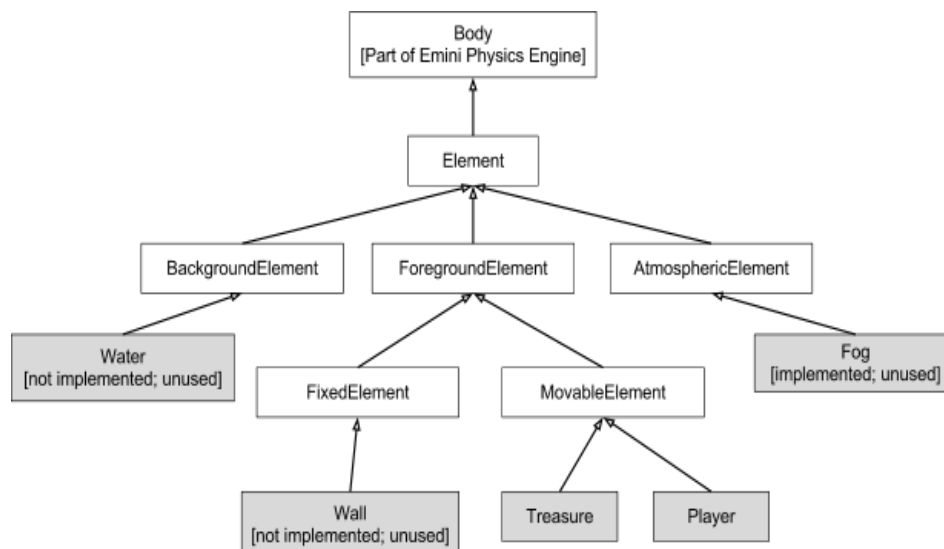 Body
[Part of Emini Physics Engine]
Element
BackgroundElement
ForegroundElement
AtmosphericElement
Water
[not implemented; unused]
Fog
[implemented; unused]
FixedElement
MovableElement
Wall
[not implemented; unused]
Treasure
Player